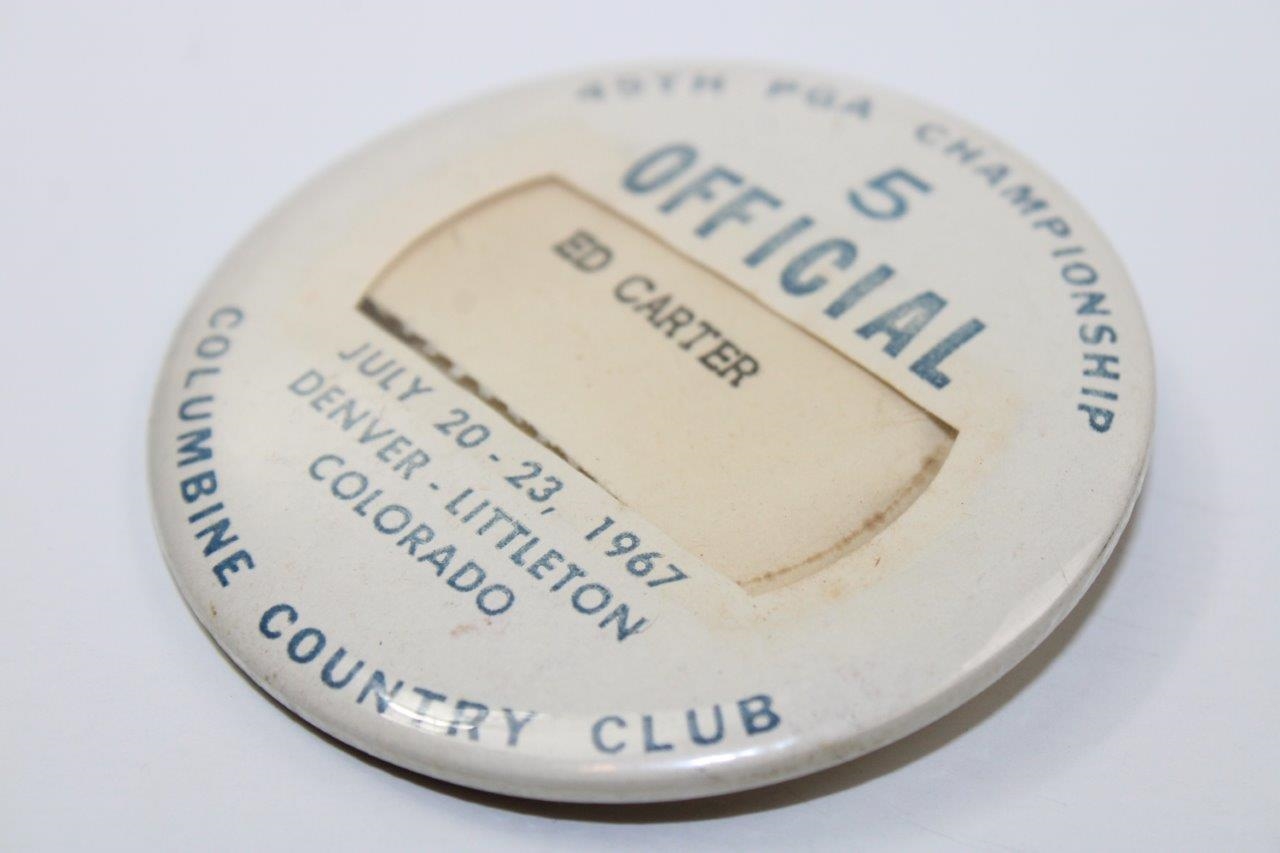 49TH PGA CHAMPIONSHIP
5
OFFICIAL
ED CARTER
JULY 20 - 23, 1967
DENVER - LITTLETON
COLORADO
COLUMBINE COUNTRY CLUB